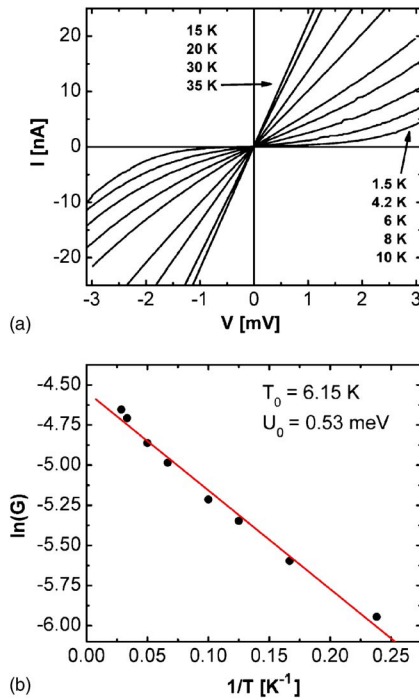 25
20
10
0
-10
-20
I [nA]
15 K
20 K
30 K
35 K
1.5 K
4.2 K
6 K
8 K
10 K
-3 -2 -1 0 1 2 3
V [mV]
(a)
-4.50
-4.75
-5.00
-5.25
-5.50
-5.75
-6.00
ln(G)
T0 = 6.15 K
U0 = 0.53 meV
0.00 0.05 0.10 0.15 0.20 0.25
1/T [K-1]
(b)